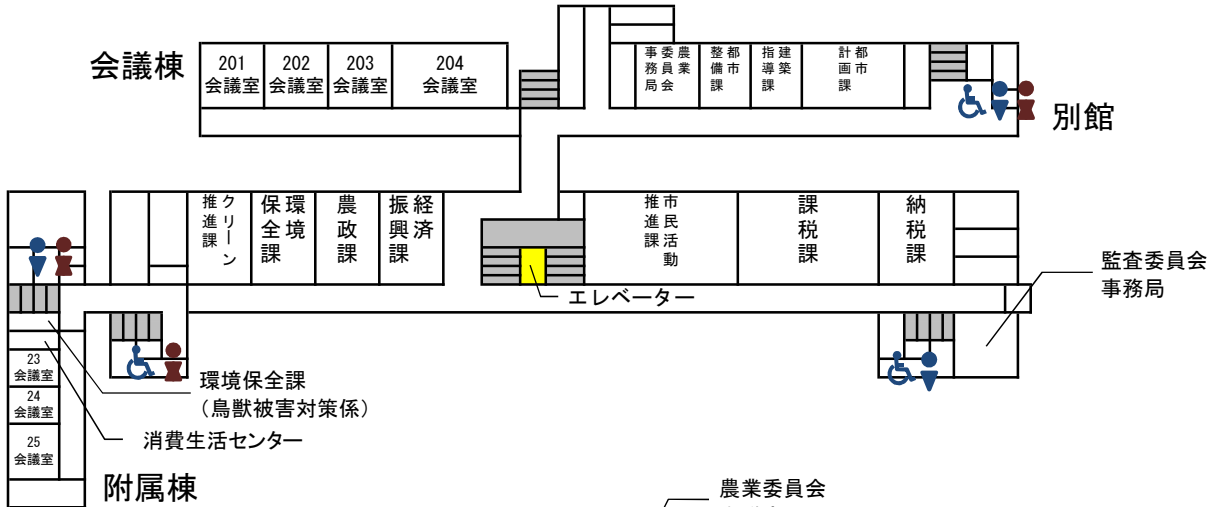 会議棟
201
会議室
202
会議室
203
会議室
204
会議室
農業
委員会
事務局
都市
整備課
建築
指導課
都市
計画課
別館
クリーン
推進課
環境
保全課
農政課
経済
振興課
市民活動
推進課
課税課
納税課
エレベーター
監査委員会
事務局
23
会議室
24
会議室
25
会議室
環境保全課
（鳥獣被害対策係）
消費生活センター
附属棟
農業委員会